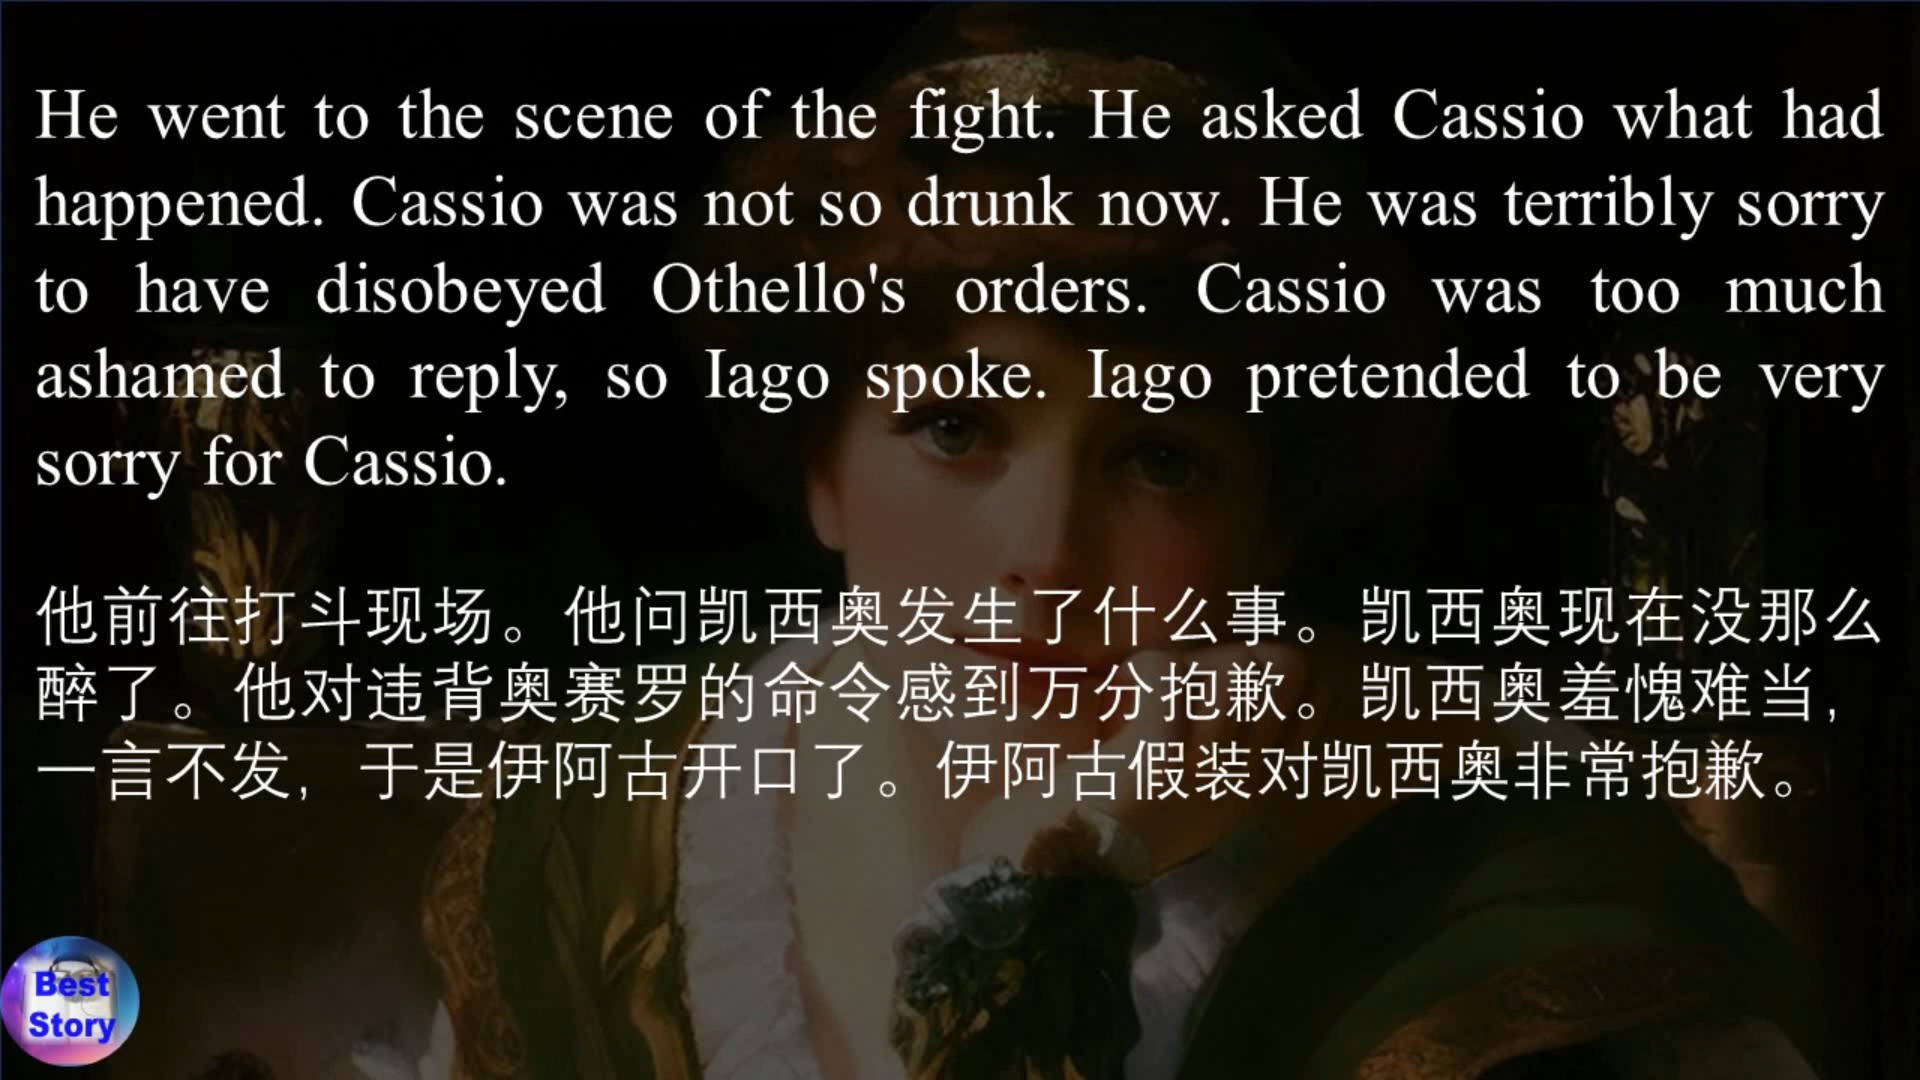 He went to the scene of the fight. He asked Cassio what had
happened. Cassio was not so drunk now. He was terribly sorry
to have disobeyed Othello's orders. Cassio was too much
ashamed to reply, so Iago spoke. Iago pretended to be very
sorry for Cassio.
他前往打斗现场。他问凯西奥发生了什么事。凯西奥现在没那么
醉了。他对违背奥赛罗的命令感到万分抱歉。凯西奥羞愧难当，
一言不发，于是伊阿古开口了。伊阿古假装对凯西奥非常抱歉。
Best
Story